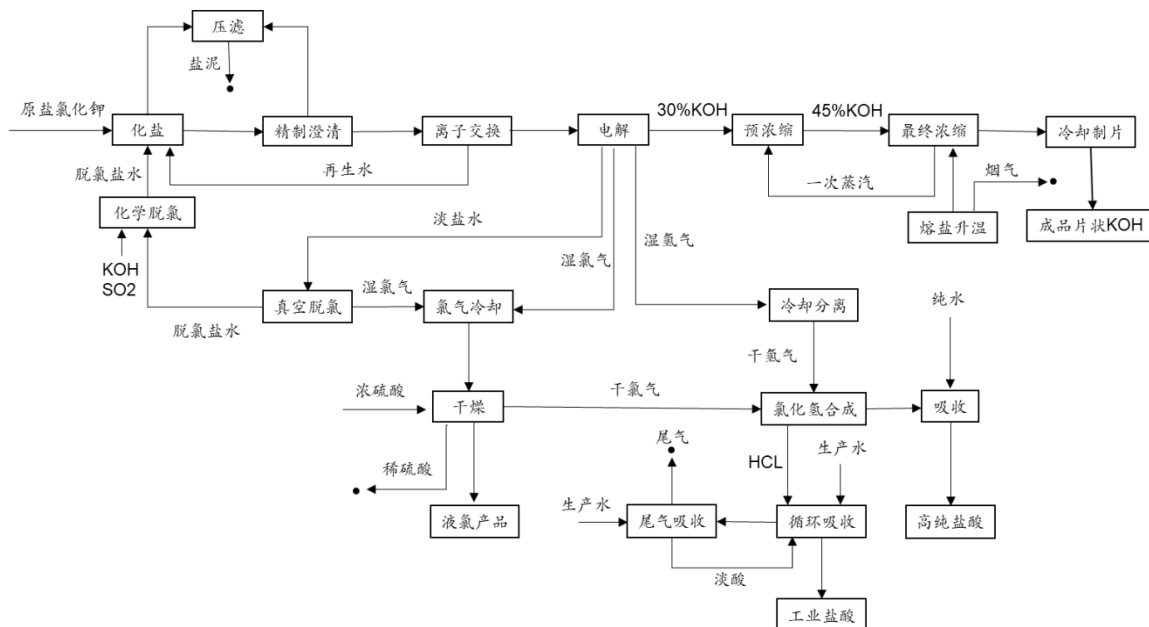 压滤
盐泥
原盐氯化钾
化盐
精制澄清
离子交换
电解
30%KOH
预浓缩
45%KOH
最终浓缩
冷却制片
脱氯盐水
再生水
一次蒸汽
烟气
化学脱氯
淡盐水
熔盐升温
成品片状KOH
湿氯气
湿氢气
KOH
SO2
真空脱氯
湿氯气
氯气冷却
冷却分离
纯水
脱氯盐水
干氢气
浓硫酸
干燥
干氯气
氯化氢合成
吸收
尾气
生产水
稀硫酸
HCL
生产水
液氯产品
尾气吸收
循环吸收
高纯盐酸
淡酸
工业盐酸